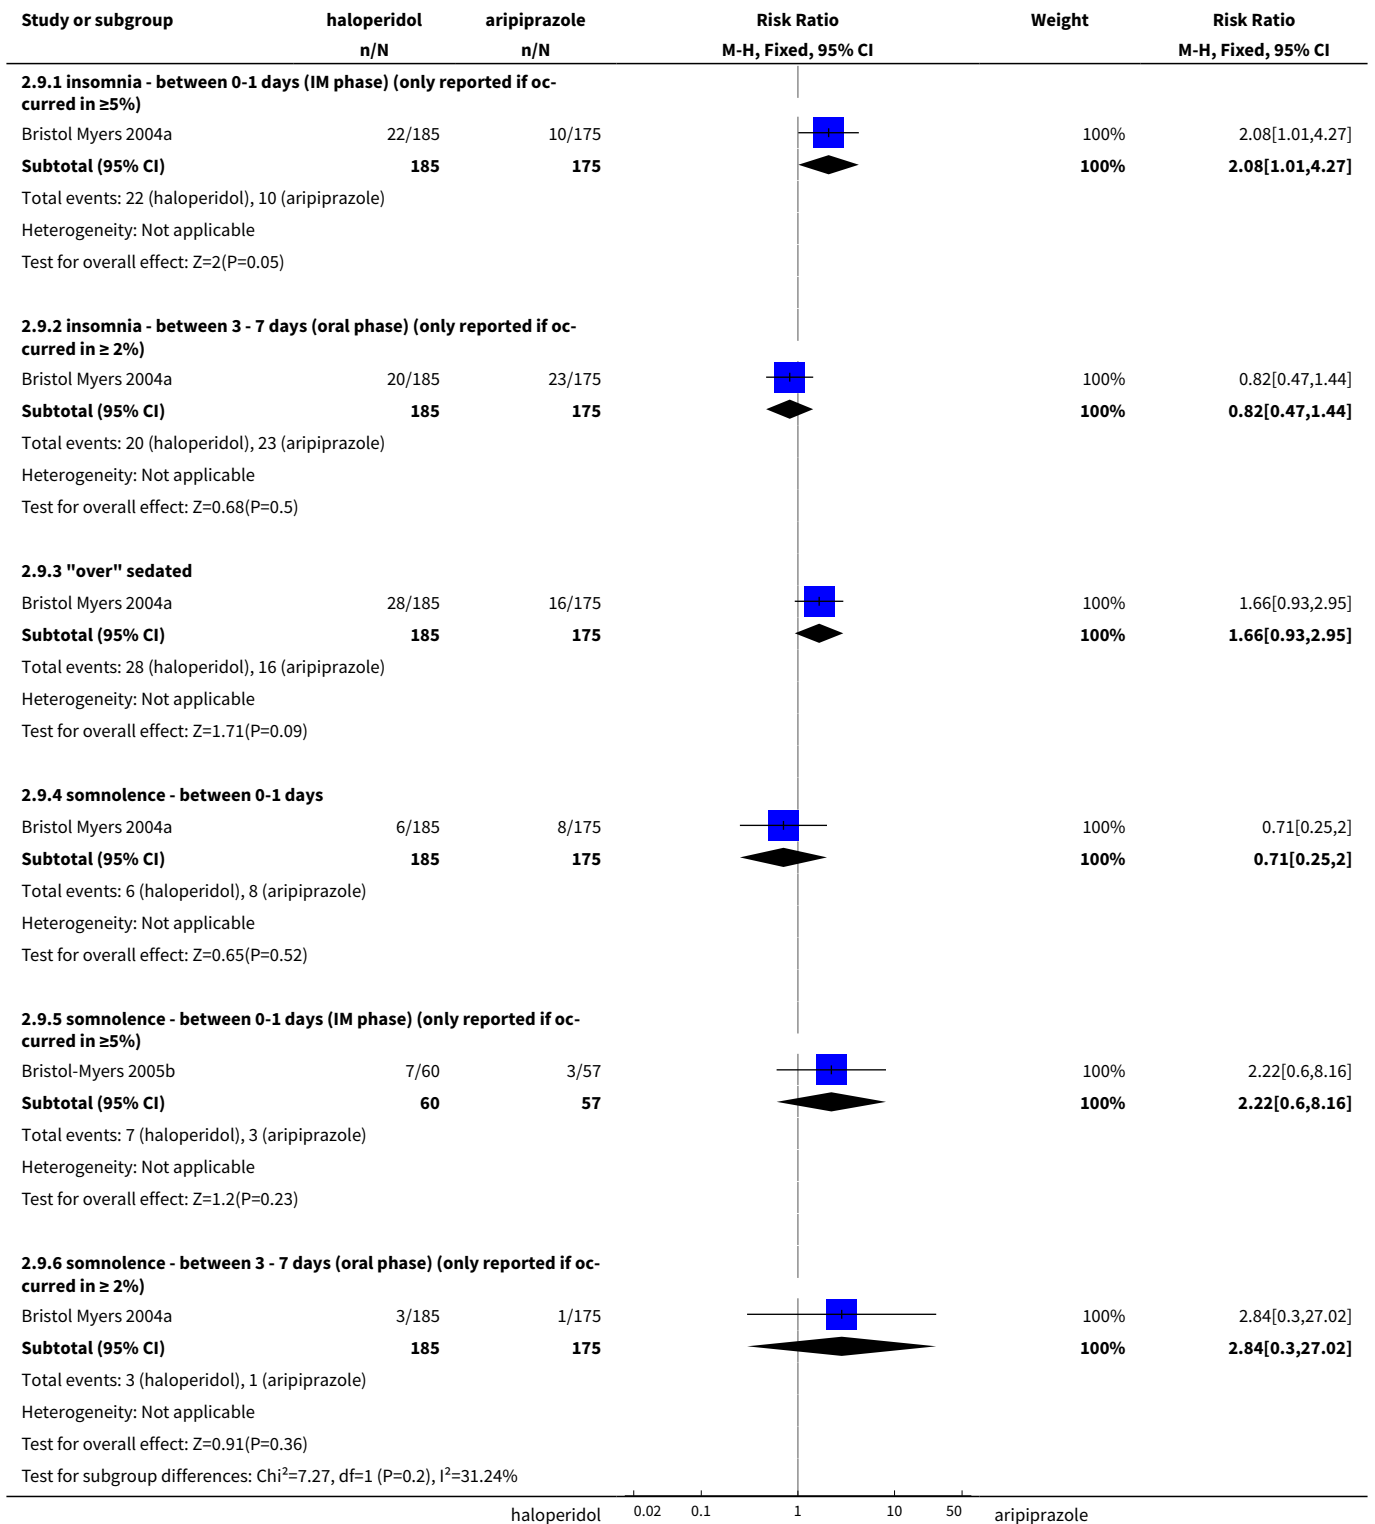 Study or subgroup haloperidol aripiprazole Risk Ratio Weight Risk Ratio
n/N n/N M-H, Fixed, 95% CI M-H, Fixed, 95% CI
2.9.1 insomnia - between 0-1 days (IM phase) (only reported if oc-
curred in ≥5%)
Bristol Myers 2004a 22/185 10/175 100% 2.08[1.01,4.27]
Subtotal (95% CI) 185 175 100% 2.08[1.01,4.27]
Total events: 22 (haloperidol), 10 (aripiprazole)
Heterogeneity: Not applicable
Test for overall effect: Z=2(P=0.05)
2.9.2 insomnia - between 3 - 7 days (oral phase) (only reported if oc-
curred in ≥ 2%)
Bristol Myers 2004a 20/185 23/175 100% 0.82[0.47,1.44]
Subtotal (95% CI) 185 175 100% 0.82[0.47,1.44]
Total events: 20 (haloperidol), 23 (aripiprazole)
Heterogeneity: Not applicable
Test for overall effect: Z=0.68(P=0.5)
2.9.3 "over" sedated
Bristol Myers 2004a 28/185 16/175 100% 1.66[0.93,2.95]
Subtotal (95% CI) 185 175 100% 1.66[0.93,2.95]
Total events: 28 (haloperidol), 16 (aripiprazole)
Heterogeneity: Not applicable
Test for overall effect: Z=1.71(P=0.09)
2.9.4 somnolence - between 0-1 days
Bristol Myers 2004a 6/185 8/175 100% 0.71[0.25,2]
Subtotal (95% CI) 185 175 100% 0.71[0.25,2]
Total events: 6 (haloperidol), 8 (aripiprazole)
Heterogeneity: Not applicable
Test for overall effect: Z=0.65(P=0.52)
2.9.5 somnolence - between 0-1 days (IM phase) (only reported if oc-
curred in ≥5%)
Bristol-Myers 2005b 7/60 3/57 100% 2.22[0.6,8.16]
Subtotal (95% CI) 60 57 100% 2.22[0.6,8.16]
Total events: 7 (haloperidol), 3 (aripiprazole)
Heterogeneity: Not applicable
Test for overall effect: Z=1.2(P=0.23)
2.9.6 somnolence - between 3 - 7 days (oral phase) (only reported if oc-
curred in ≥ 2%)
Bristol Myers 2004a 3/185 1/175 100% 2.84[0.3,27.02]
Subtotal (95% CI) 185 175 100% 2.84[0.3,27.02]
Total events: 3 (haloperidol), 1 (aripiprazole)
Heterogeneity: Not applicable
Test for overall effect: Z=0.91(P=0.36)
Test for subgroup differences: Chi²=7.27, df=1 (P=0.2), I²=31.24%
haloperidol 0.02 0.1 1 10 50 aripiprazole